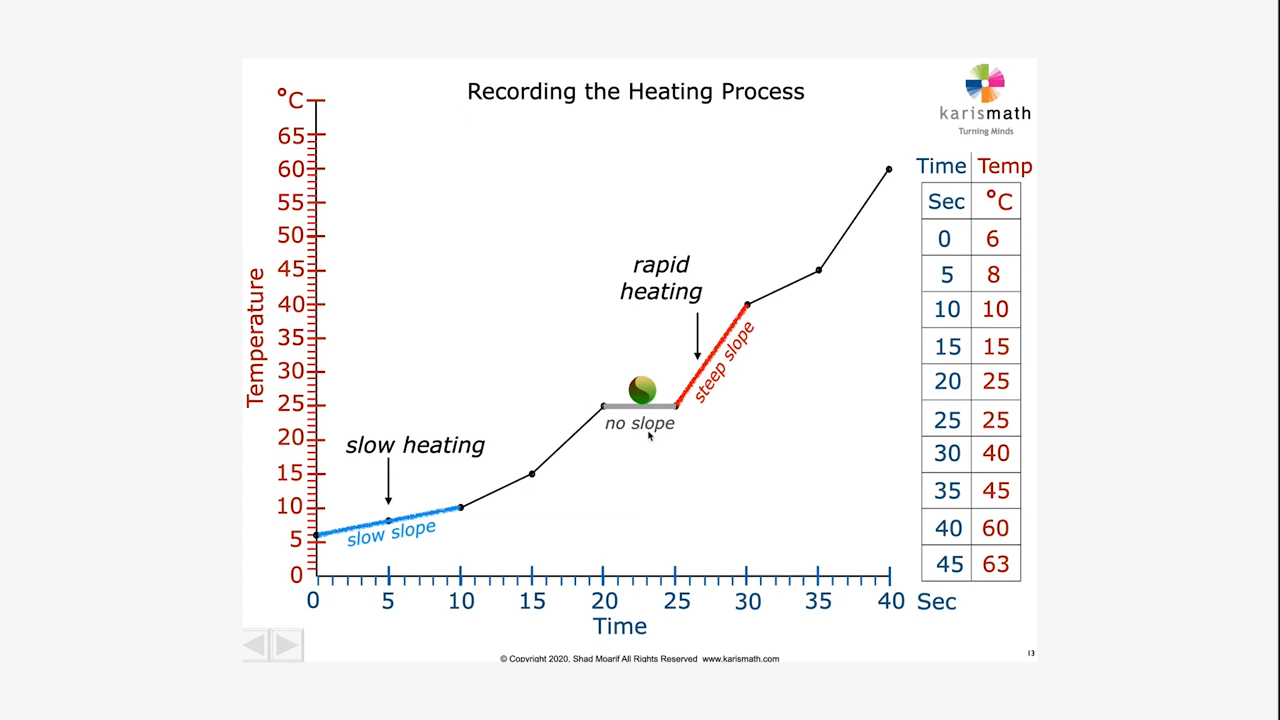 Recording the Heating Process
karismath
Turning Minds
°C
65
60
55
50
45
40
35
30
25
20
15
10
5
0
Temperature
rapid
heating
steep slope
no slope
slow heating
slow slope
0 5 10 15 20 25 30 35 40 Sec
Time
Time Temp
Sec °C
0 6
5 8
10 10
15 15
20 25
25 25
30 40
35 45
40 60
45 63
© Copyright 2020, Shad Moarif All Rights Reserved www.karismath.com
13